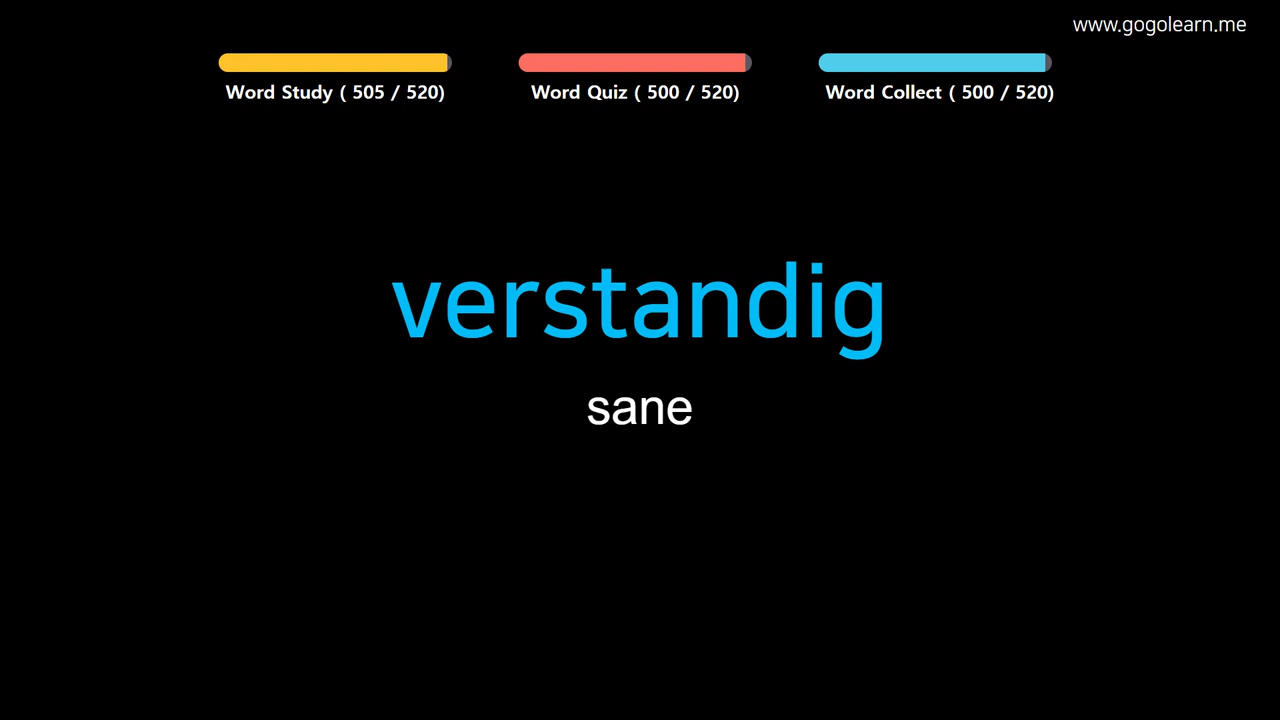 www.gogolearn.me
Word Study ( 505 / 520)
Word Quiz ( 500 / 520)
Word Collect ( 500 / 520)
verstandig
sane